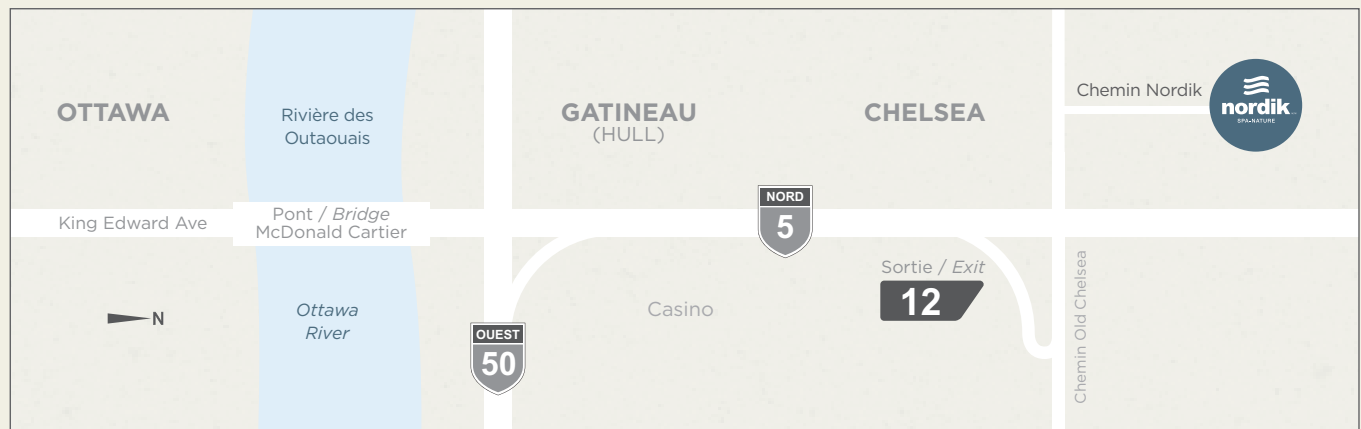 OTTAWA
Rivière des
Outaouais
GATINEAU
(HULL)
CHELSEA
Chemin Nordik
nordik
SPA-NATURE
King Edward Ave
Pont / Bridge
McDonald Cartier
NORD
5
Sortie / Exit
12
Chemin Old Chelsea
N
Ottawa
River
Casino
OUEST
50